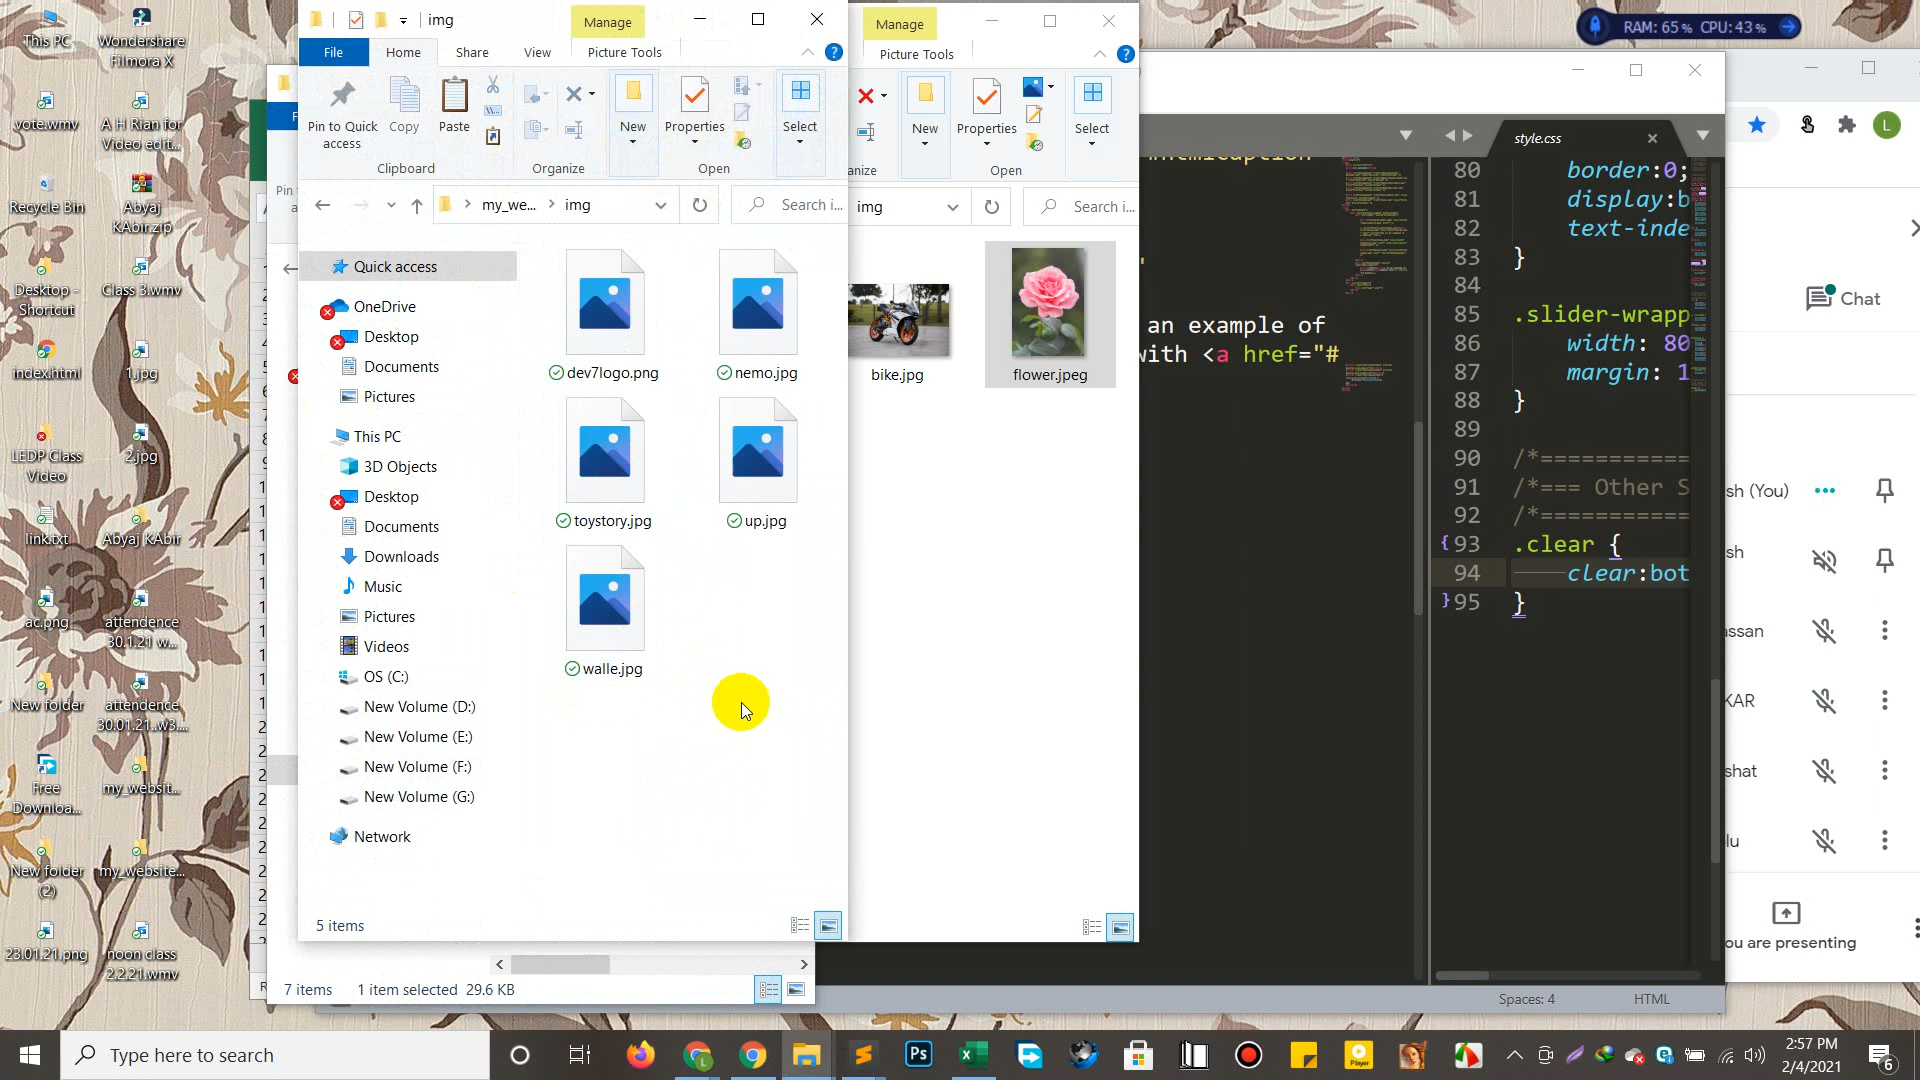 This PC
Wondershare
Filmora X
vote.wmv
A H Rian for
Video edit...
Recycle Bin
Abyaj
KAbir.zip
Desktop -
Shortcut
Class 3.wmv
index.html
1.jpg
LEDP Class
Video
2.jpg
link.txt
Abyaj KAbir
ac.png
attendence
30.1.21 w...
New folder
attendence
30.01.21..w3....
Free
Downloa...
my_websit...
New folder
(2)
my_website...
23.01.21.png
noon class
2.2.21.wmv
img
Manage
File
Home
Share
View
Picture Tools
Pin to Quick
access
Copy
Paste
New
Properties
Select
Clipboard
Organize
Open
my_we...
img
Search i...
Quick access
OneDrive
Desktop
Documents
Pictures
This PC
3D Objects
Desktop
Documents
Downloads
Music
Pictures
Videos
OS (C:)
New Volume (D:)
New Volume (E:)
New Volume (F:)
New Volume (G:)
Network
dev7logo.png
nemo.jpg
toystory.jpg
up.jpg
walle.jpg
5 items
7 items
1 item selected 29.6 KB
Manage
Picture Tools
New
Properties
Select
Open
img
Search i...
bike.jpg
flower.jpeg
an example of
with <a href="#
style.css
80 border:0;
81 display:b
82 text-inde
83 }
84
85 .slider-wrapp
86 width: 80
87 margin: 1
88 }
89
90 /*===========
91 /*=== Other S
92 /*===========
93 .clear {
94 clear:bot
95 }
Spaces: 4
HTML
RAM: 65% CPU: 43%
L
Chat
sh (You)
sh
assan
KAR
shat
lu
ou are presenting
Type here to search
Ps
Player
2:57 PM
2/4/2021
6